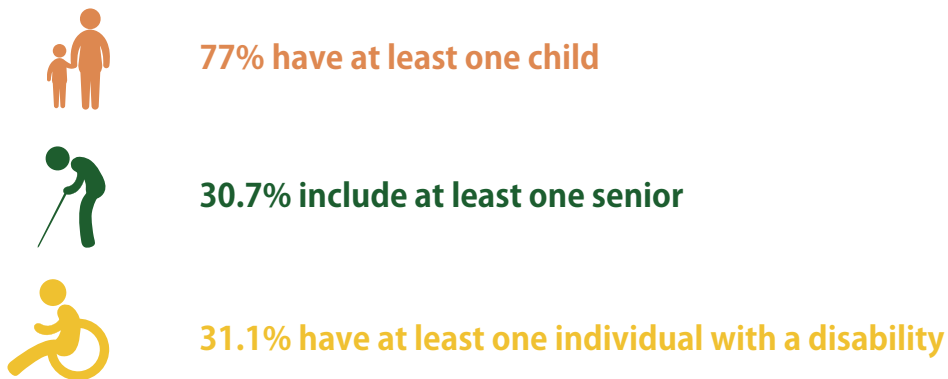 77% have at least one child
30.7% include at least one senior
31.1% have at least one individual with a disability